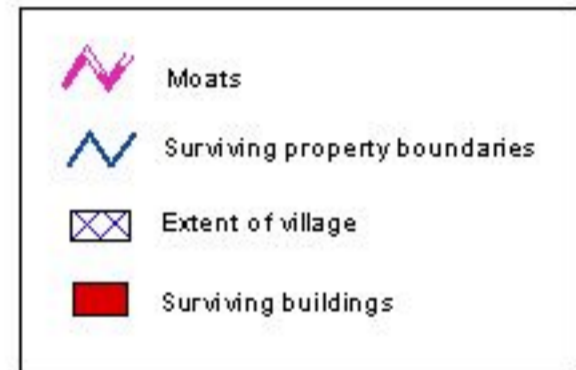 Moats
Surviving property boundaries
Extent of village
Surviving buildings